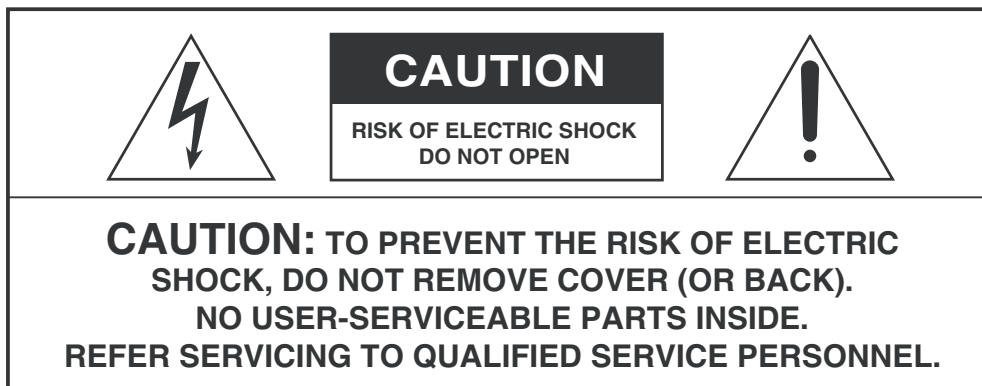 CAUTION
RISK OF ELECTRIC SHOCK
DO NOT OPEN
CAUTION: TO PREVENT THE RISK OF ELECTRIC
SHOCK, DO NOT REMOVE COVER (OR BACK).
NO USER-SERVICEABLE PARTS INSIDE.
REFER SERVICING TO QUALIFIED SERVICE PERSONNEL.